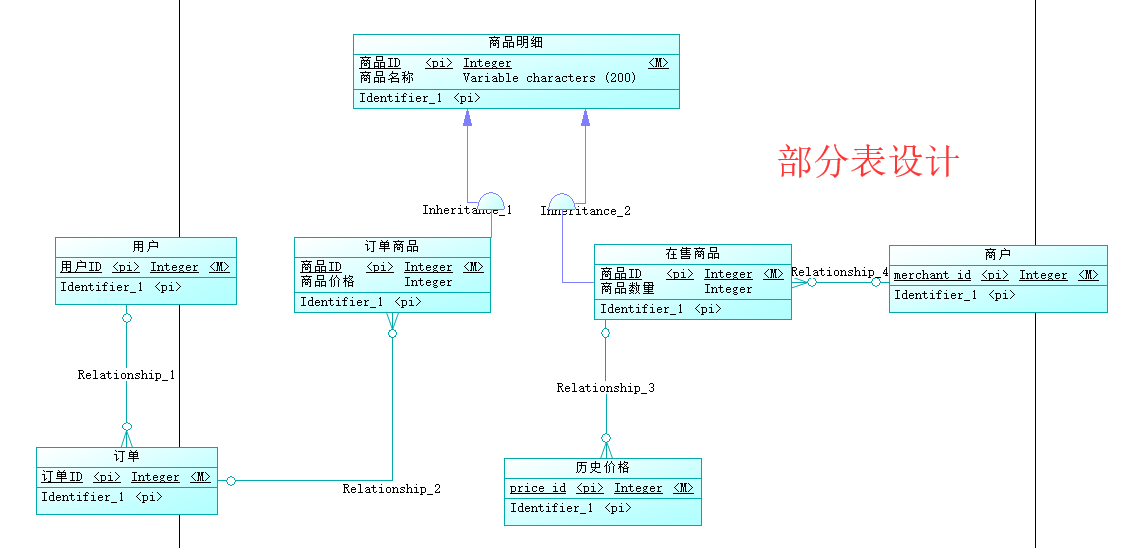 商品明细
商品ID <pi> Integer <M>
商品名称 Variable characters (200)
Identifier_1 <pi>
部分表设计
Inheritance_1
Inheritance_2
用户
用户ID <pi> Integer <M>
Identifier_1 <pi>
订单商品
商品ID <pi> Integer <M>
商品价格 Integer
Identifier_1 <pi>
在售商品
商品ID <pi> Integer <M>
商品数量 Integer
Identifier_1 <pi>
Relationship_4
商户
merchant_id <pi> Integer <M>
Identifier_1 <pi>
Relationship_1
Relationship_3
订单
订单ID <pi> Integer <M>
Identifier_1 <pi>
Relationship_2
历史价格
price_id <pi> Integer <M>
Identifier_1 <pi>